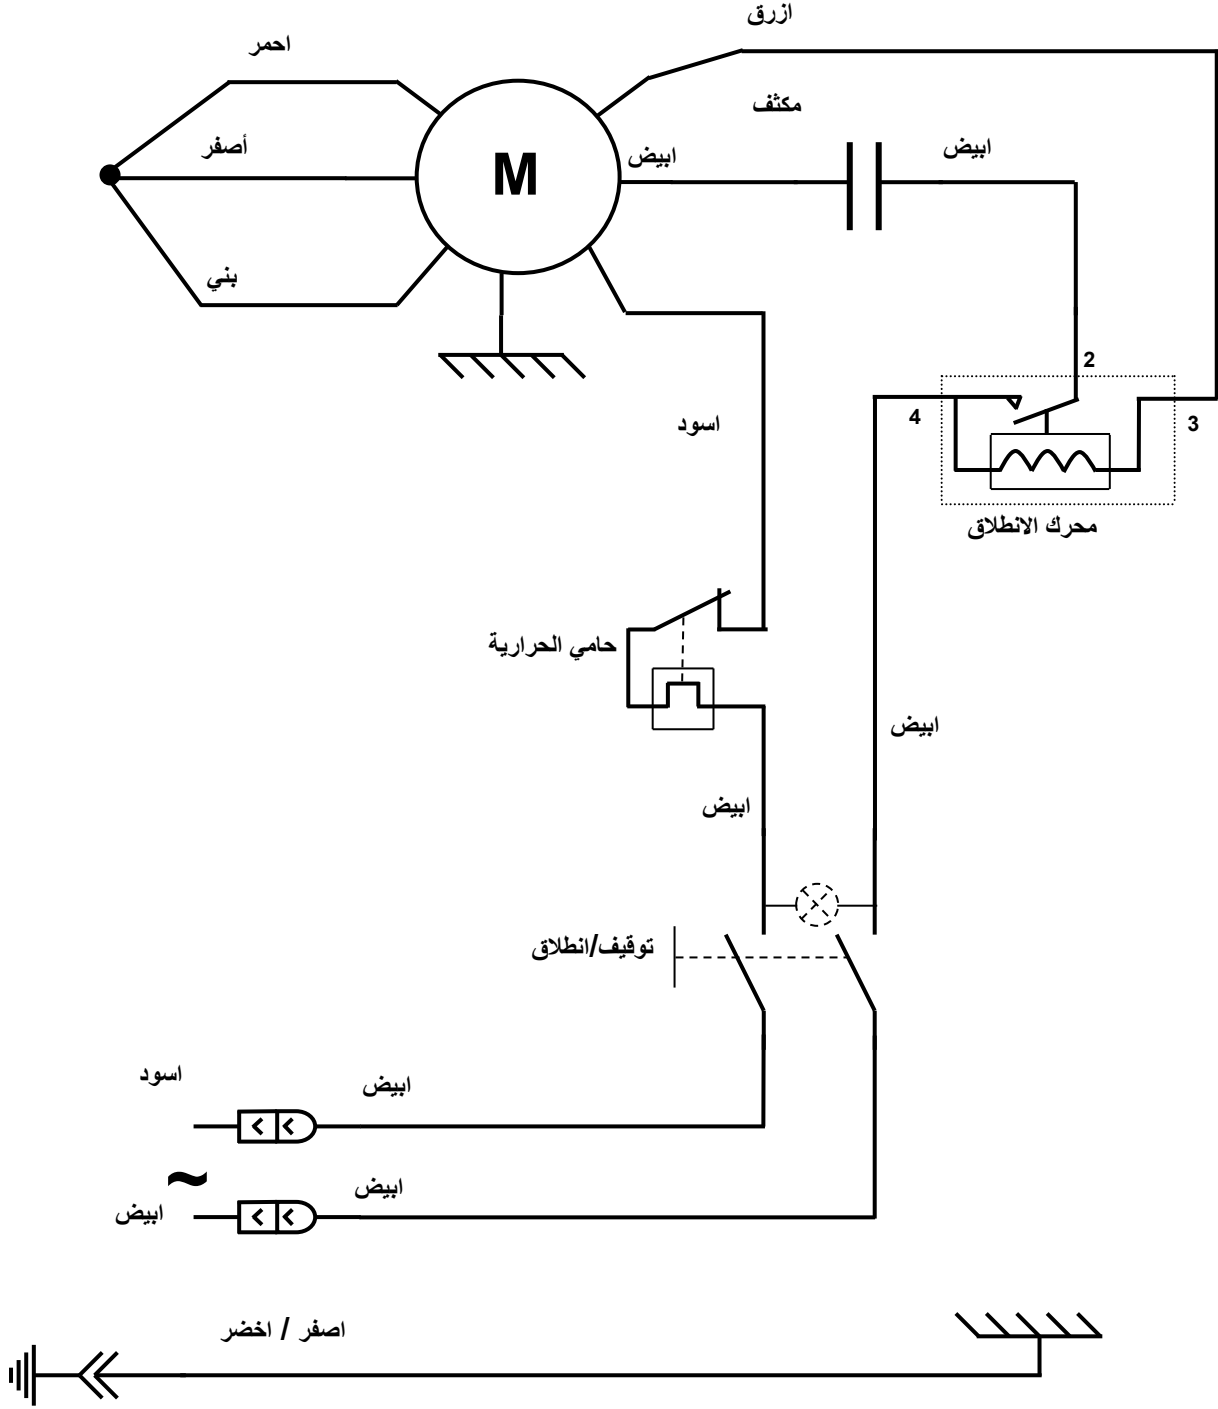 ازرق
احمر
مكثف
أصفر
ابيض
ابيض
M
بني
2
اسود
4
3
محرك الانطلاق
حامي الحرارية
ابيض
ابيض
توقيف/انطلاق
اسود
ابيض
~
ابيض
ابيض
اصفر / اخضر